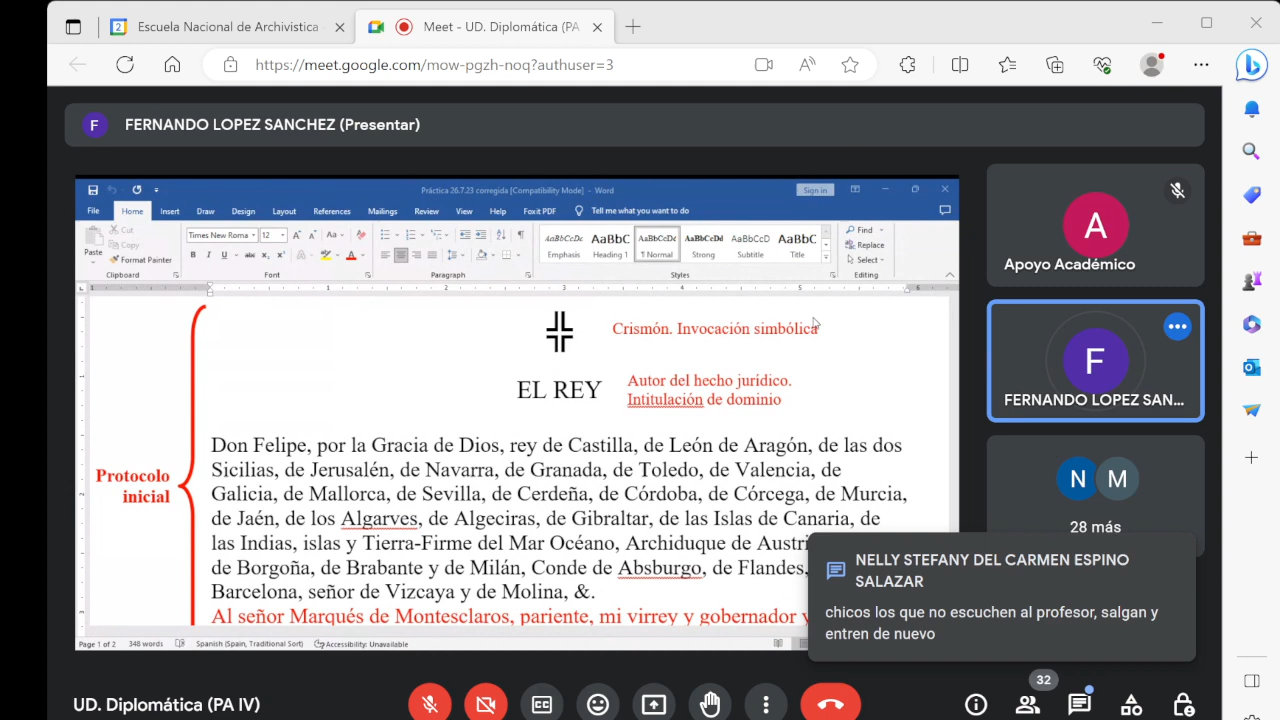 Escuela Nacional de Archivística
Meet - UD. Diplomática (PA
https://meet.google.com/mow-pgzh-noq?authuser=3
F
FERNANDO LOPEZ SANCHEZ (Presentar)
Práctica 26.7.23 corregida [Compatibility Mode] - Word
Sign in
File Home Insert Draw Design Layout References Mailings Review View Help Foxit PDF Tell me what you want to do
Paste
Cut
Copy
Format Painter
Clipboard
Times New Roma 12
Font
Paragraph
AaBbCcDc AaBbC AaBbCcDd AaBbCcDd AaBbCcD AaBbC
Emphasis Heading 1 ¶ Normal Strong Subtitle Title
Styles
Find
Replace
Select
Editing
1 1 2 3 4 5 6
Crismón. Invocación simbólica
EL REY
Autor del hecho jurídico.
Intitulación de dominio
Protocolo
inicial
Don Felipe, por la Gracia de Dios, rey de Castilla, de León de Aragón, de las dos
Sicilias, de Jerusalén, de Navarra, de Granada, de Toledo, de Valencia, de
Galicia, de Mallorca, de Sevilla, de Cerdeña, de Córdoba, de Córcega, de Murcia,
de Jaén, de los Algarves, de Algeciras, de Gibraltar, de las Islas de Canaria, de
las Indias, islas y Tierra-Firme del Mar Océano, Archiduque de Austri
de Borgoña, de Brabante y de Milán, Conde de Absburgo, de Flandes,
Barcelona, señor de Vizcaya y de Molina, &.
Al señor Marqués de Montesclaros, pariente, mi virrey y gobernador y
Page 1 of 2 348 words Spanish (Spain, Traditional Sort) Accessibility: Unavailable
A
Apoyo Académico
F
FERNANDO LOPEZ SAN...
N M
28 más
NELLY STEFANY DEL CARMEN ESPINO
SALAZAR
chicos los que no escuchen al profesor, salgan y
entren de nuevo
UD. Diplomática (PA IV)
32